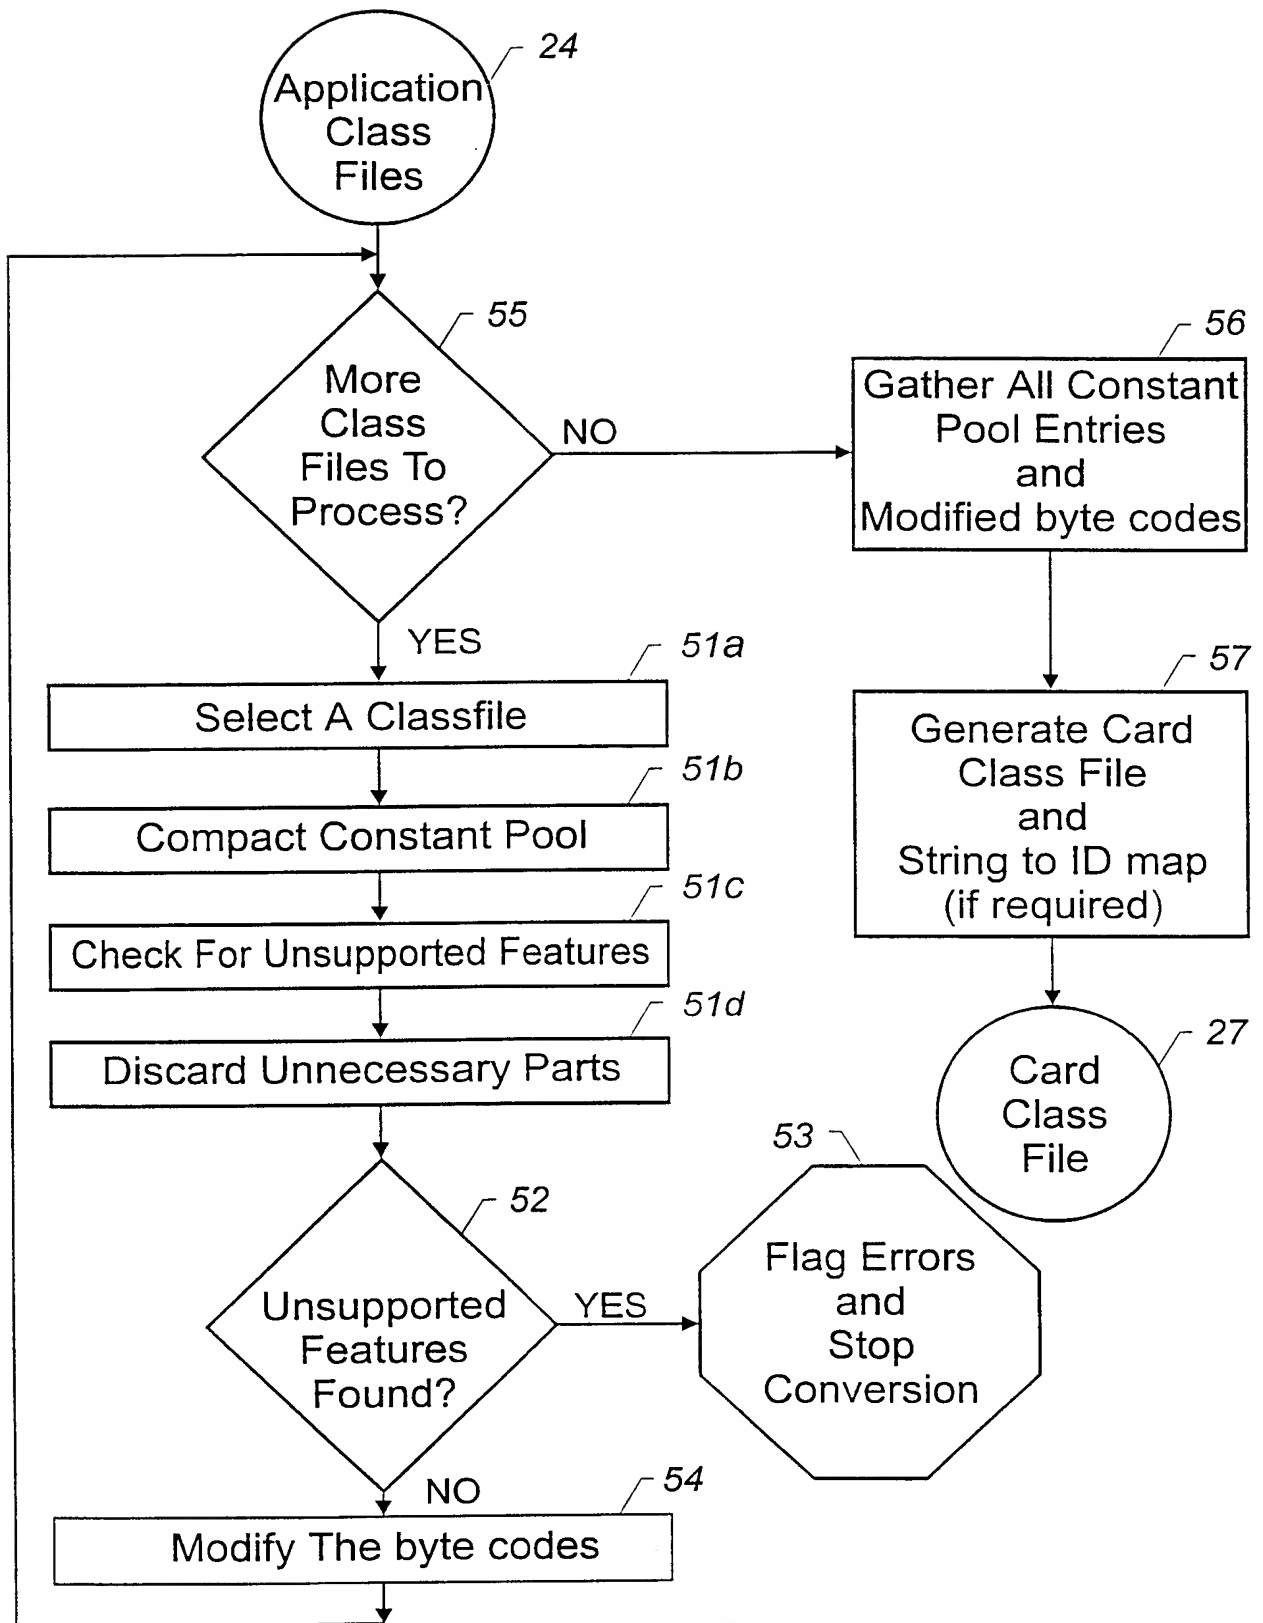 24
Application
Class
Files
55
More
Class
Files To
Process?
NO
YES
56
Gather All Constant
Pool Entries
and
Modified byte codes
51a
Select A Classfile
57
Generate Card
Class File
and
String to ID map
(if required)
51b
Compact Constant Pool
51c
Check For Unsupported Features
51d
Discard Unnecessary Parts
27
Card
Class
File
52
Unsupported
Features
Found?
YES
53
Flag Errors
and
Stop
Conversion
NO
54
Modify The byte codes